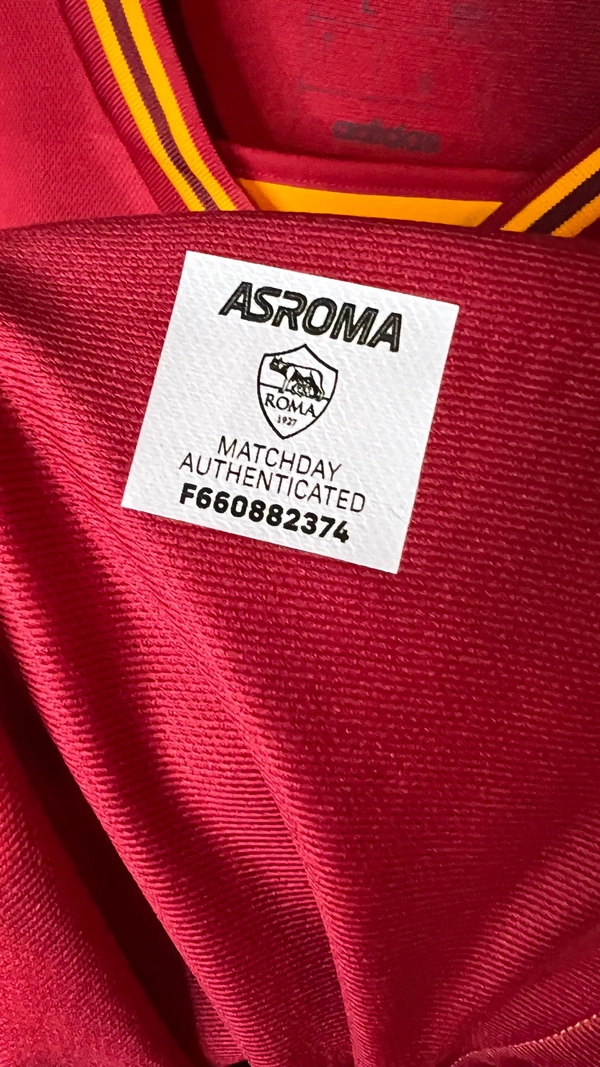 adidas
ASROMA
ROMA
1927
MATCHDAY
AUTHENTICATED
F660882374